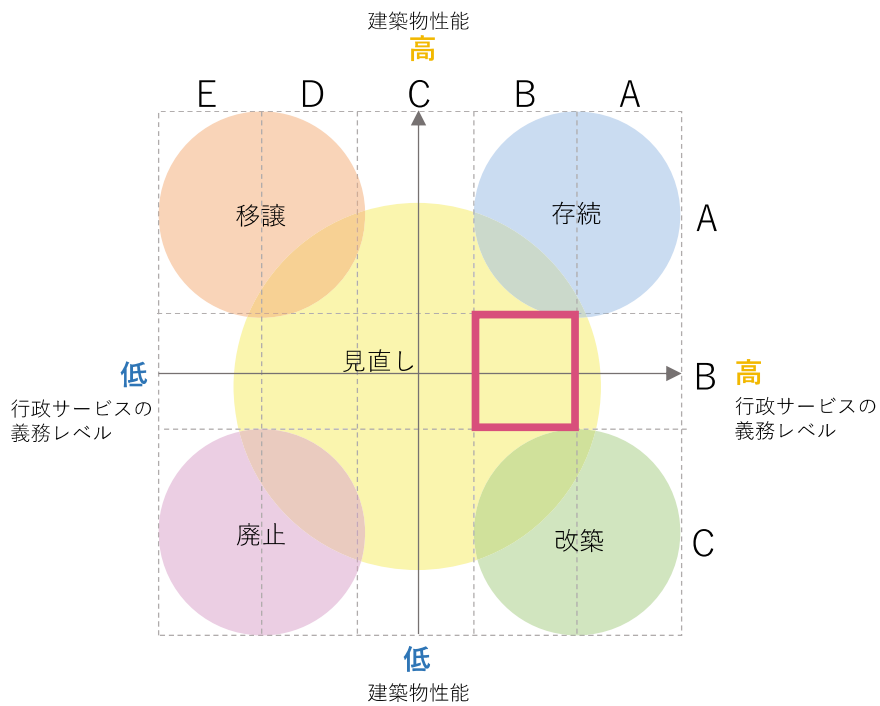 建築物性能
高
E D C B A
移譲
存続
A
見直し
低
B
高
行政サービスの
義務レベル
行政サービスの
義務レベル
廃止
改築
C
低
建築物性能